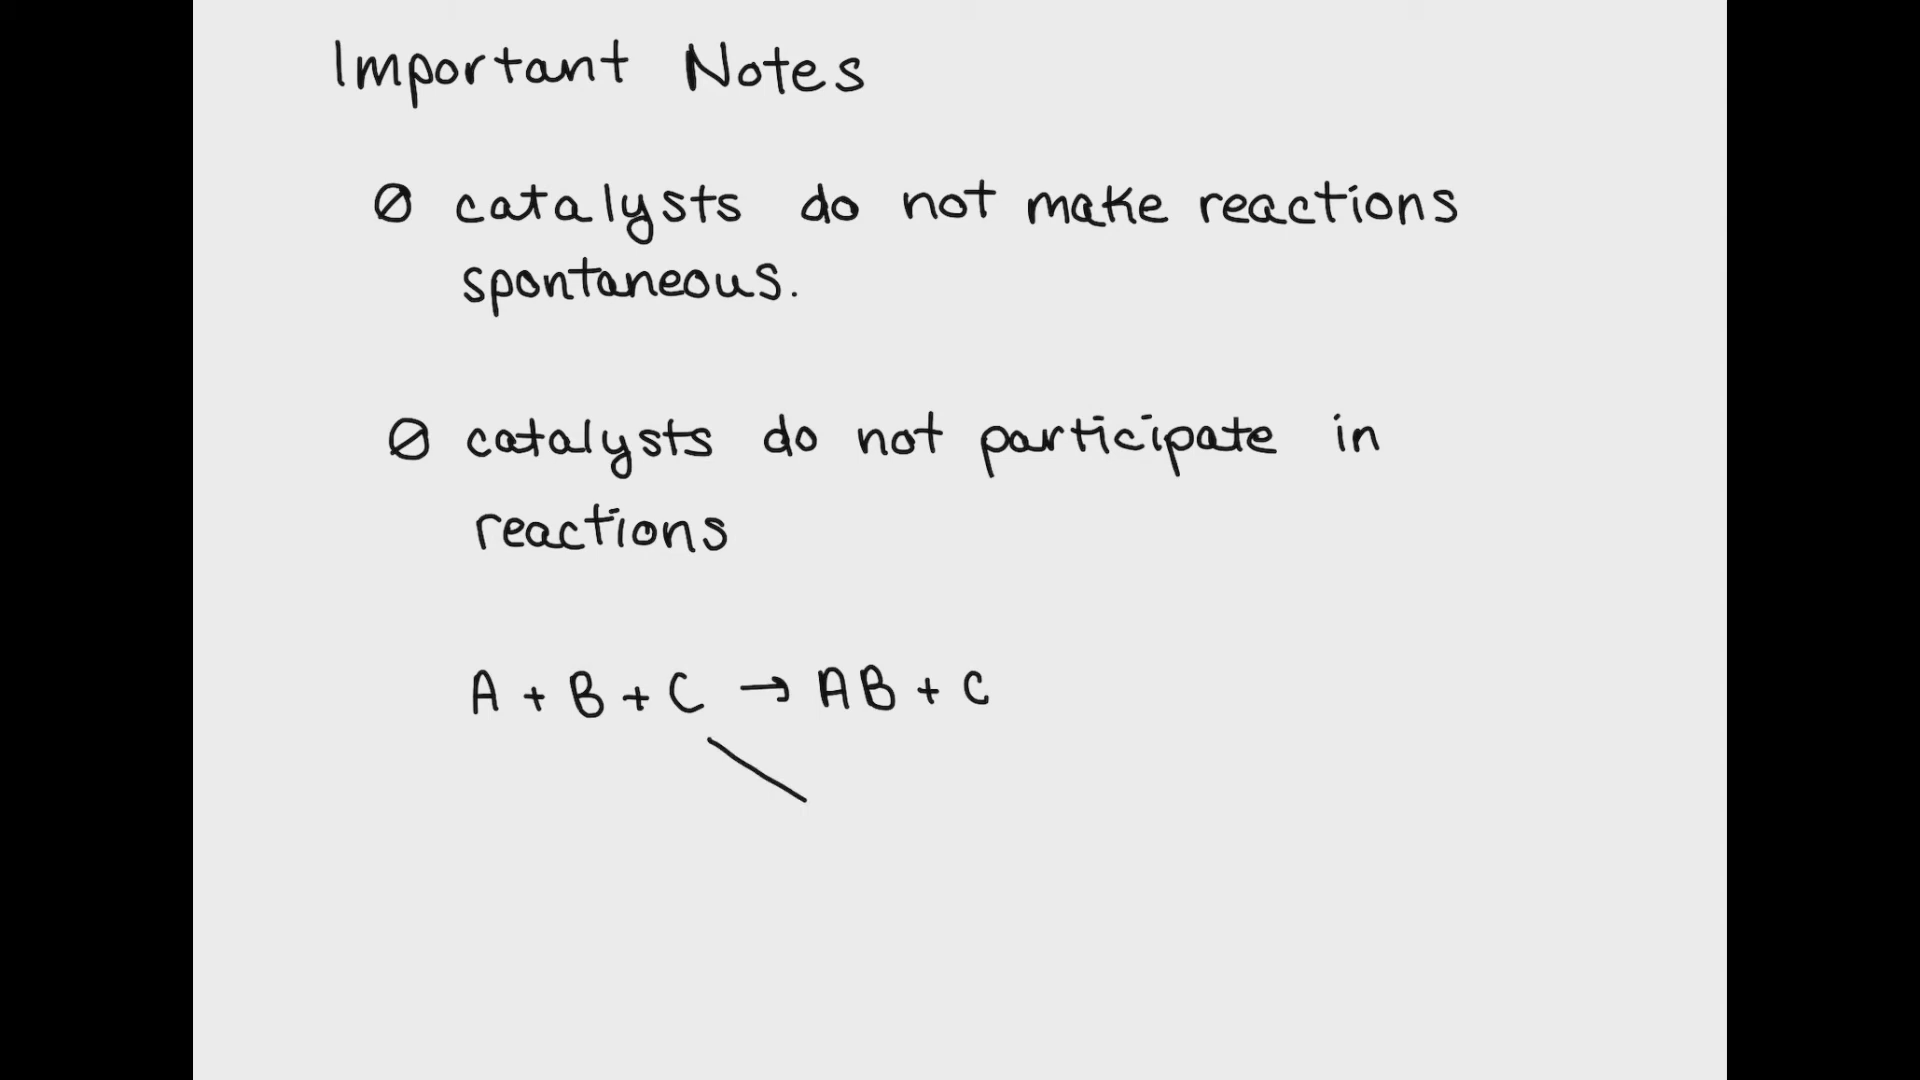 Important Notes
Ø catalysts do not make reactions
spontaneous.
Ø catalysts do not participate in
reactions
A + B + C → AB + C